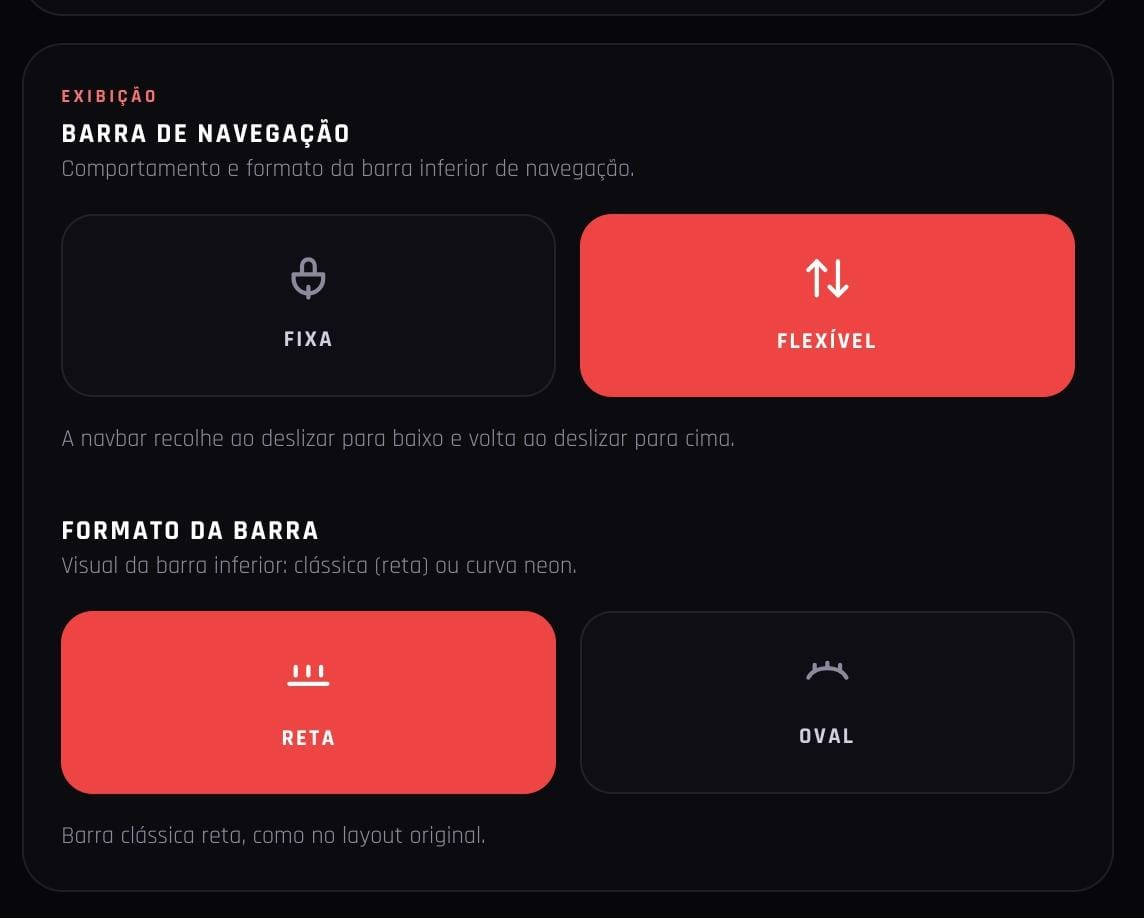 EXIBIÇÃO
BARRA DE NAVEGAÇÃO
Comportamento e formato da barra inferior de navegação.
FIXA
FLEXÍVEL
A navbar recolhe ao deslizar para baixo e volta ao deslizar para cima.
FORMATO DA BARRA
Visual da barra inferior: clássica (reta) ou curva neon.
RETA
OVAL
Barra clássica reta, como no layout original.